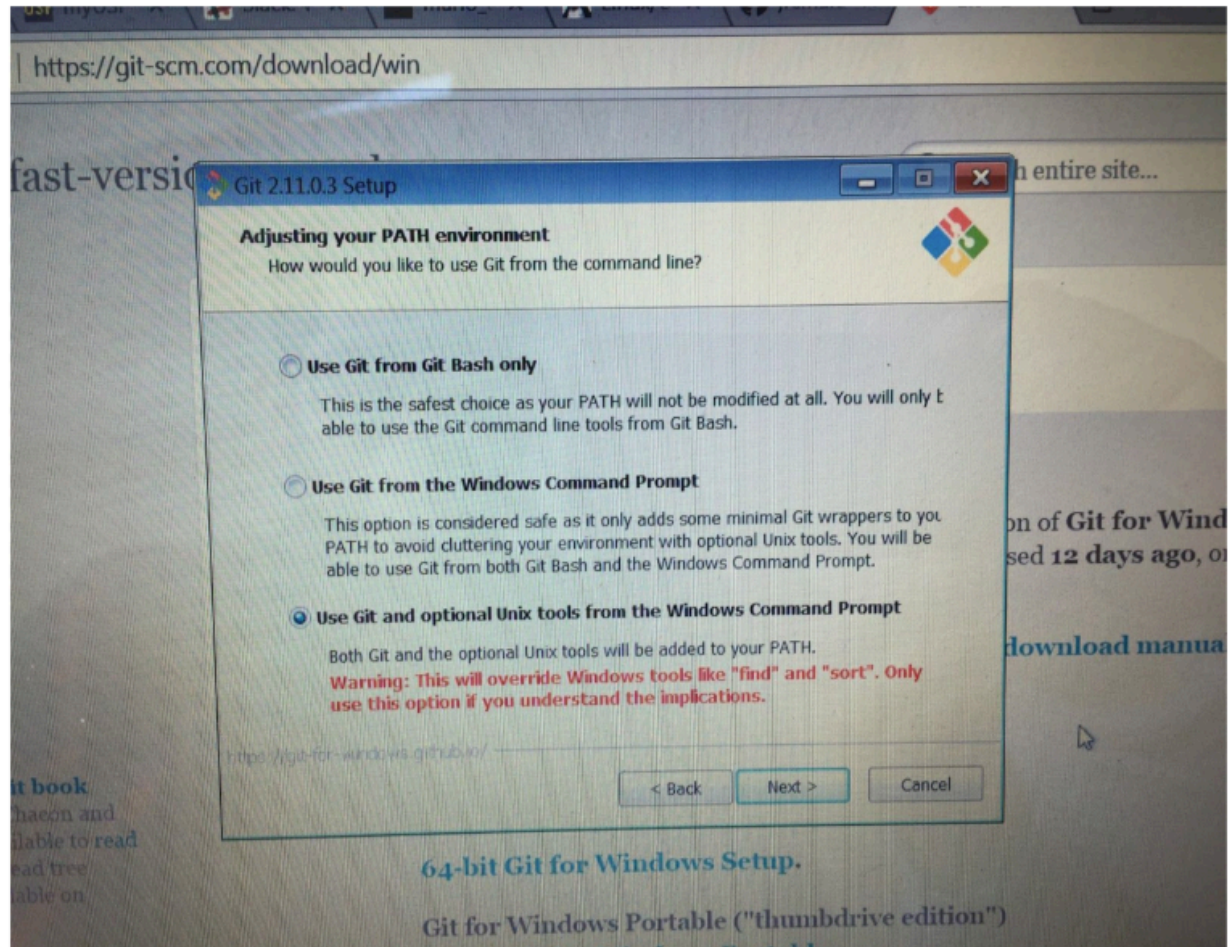 https://git-scm.com/download/win
fast-versio
Git 2.11.0.3 Setup
entire site...
Adjusting your PATH environment
How would you like to use Git from the command line?
Use Git from Git Bash only
This is the safest choice as your PATH will not be modified at all. You will only b
able to use the Git command line tools from Git Bash.
Use Git from the Windows Command Prompt
This option is considered safe as it only adds some minimal Git wrappers to you
PATH to avoid cluttering your environment with optional Unix tools. You will be
able to use Git from both Git Bash and the Windows Command Prompt.
on of Git for Wind
sed 12 days ago, or
Use Git and optional Unix tools from the Windows Command Prompt
Both Git and the optional Unix tools will be added to your PATH.
Warning: This will override Windows tools like "find" and "sort". Only
use this option if you understand the implications.
download manua
https://git-for-windows.github.io/
< Back
Next >
Cancel
it book
hacon and
ilable to read
ead tree
lable on
64-bit Git for Windows Setup.
Git for Windows Portable ("thumbdrive edition")